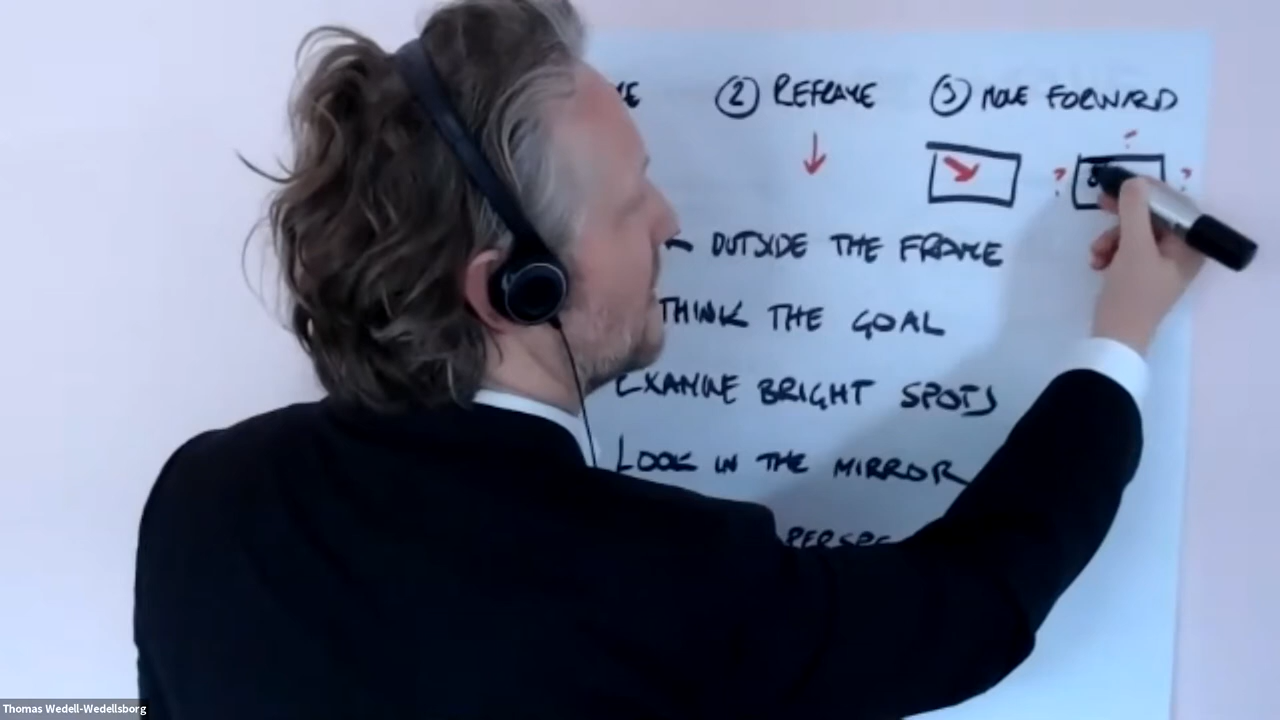 ② REFRAME ③ MOVE FORWARD
? ?
OUTSIDE THE FRAME
THINK THE GOAL
EXAMINE BRIGHT SPOTS
LOOK IN THE MIRROR
Thomas Wedell-Wedellsborg